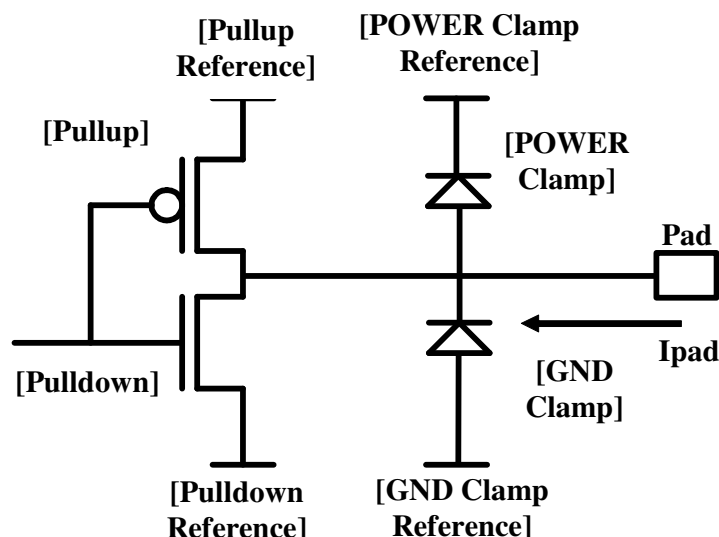 [Pullup
Reference]
[POWER Clamp
Reference]
[Pullup]
[POWER
Clamp]
Pad
Ipad
[Pulldown]
[GND
Clamp]
[Pulldown
Reference]
[GND Clamp
Reference]